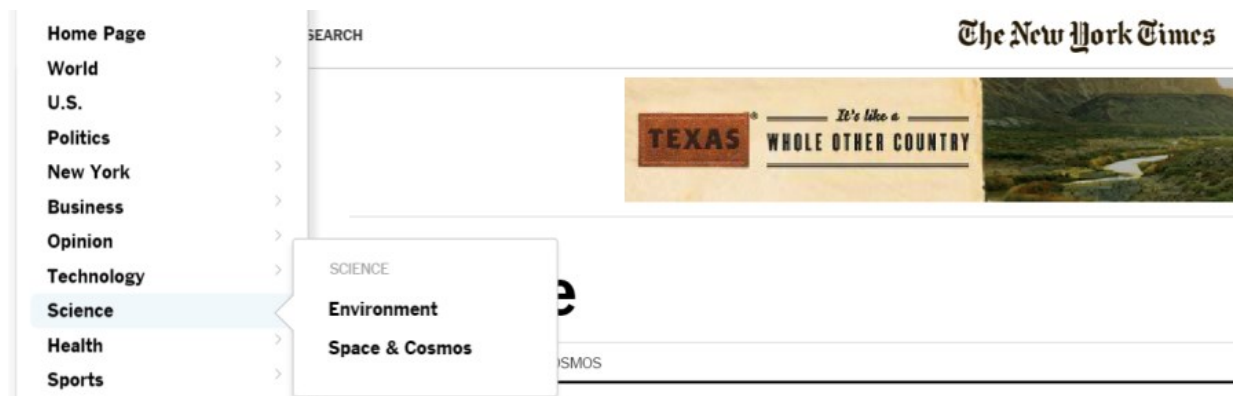 Home Page
World
U.S.
Politics
New York
Business
Opinion
Technology
Science
Health
Sports
SCIENCE
Environment
Space & Cosmos
SEARCH
The New York Times
TEXAS®
It's like a
WHOLE OTHER COUNTRY
e
OSMOS